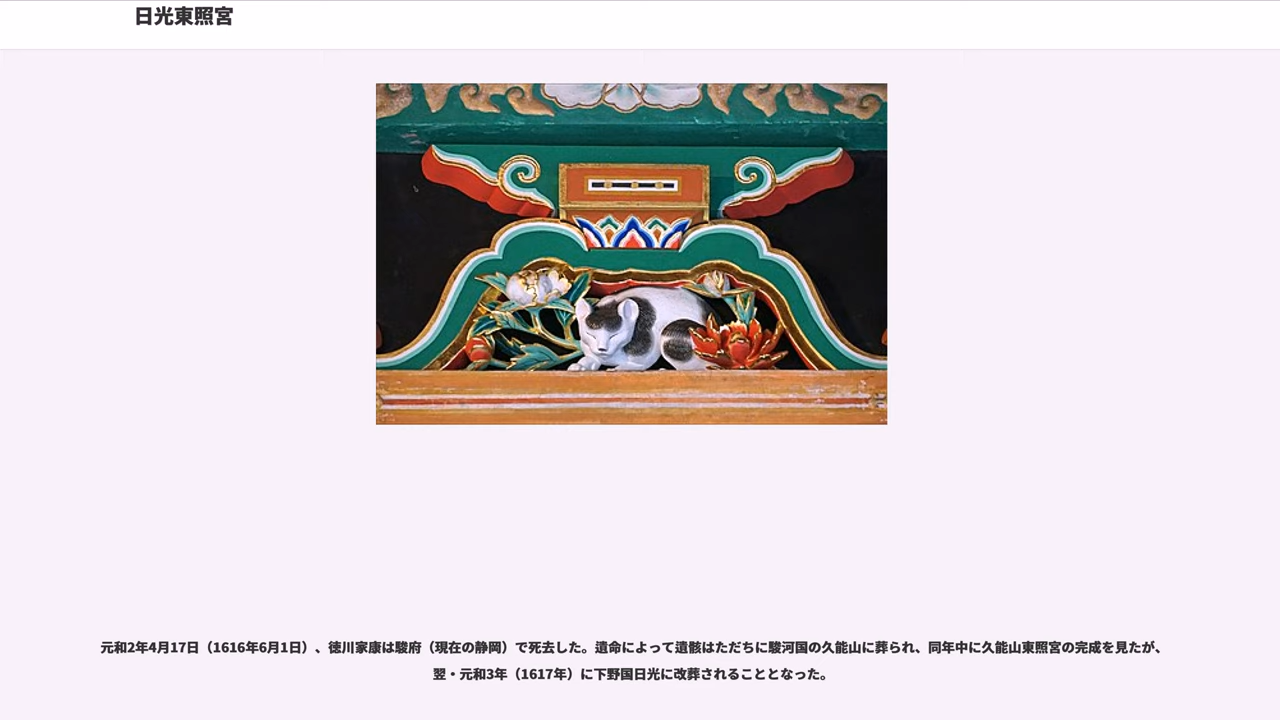 日光東照宮
元和2年4月17日（1616年6月1日）、徳川家康は駿府（現在の静岡）で死去した。遺命によって遺骸はただちに駿河国の久能山に葬られ、同年中に久能山東照宮の完成を見たが、
翌・元和3年（1617年）に下野国日光に改葬されることとなった。